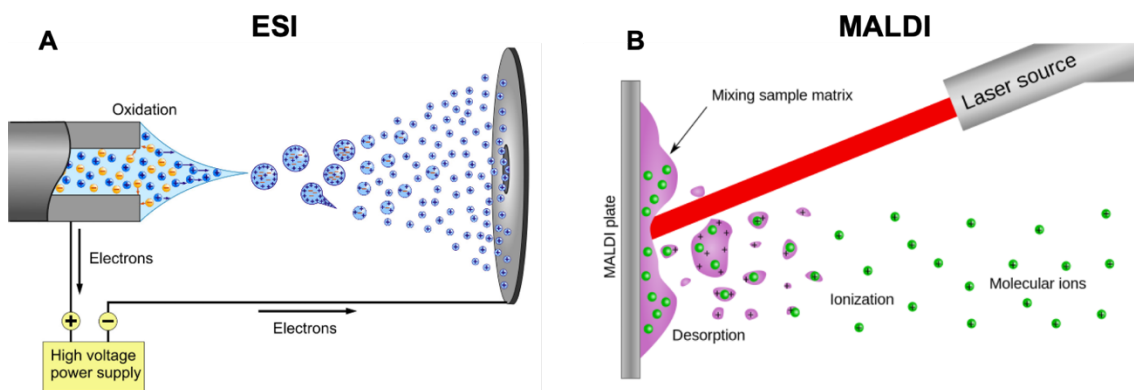 ESI
A
Oxidation
Electrons
Electrons
+
−
High voltage
power supply
MALDI
B
Mixing sample matrix
Laser source
MALDI plate
Desorption
Ionization
Molecular ions